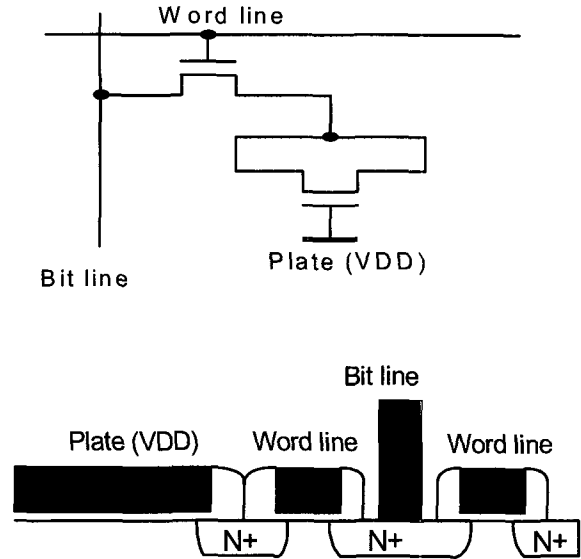 Word line
Plate (VDD)
Bit line
Bit line
Plate (VDD) Word line Word line
N+ N+ N+